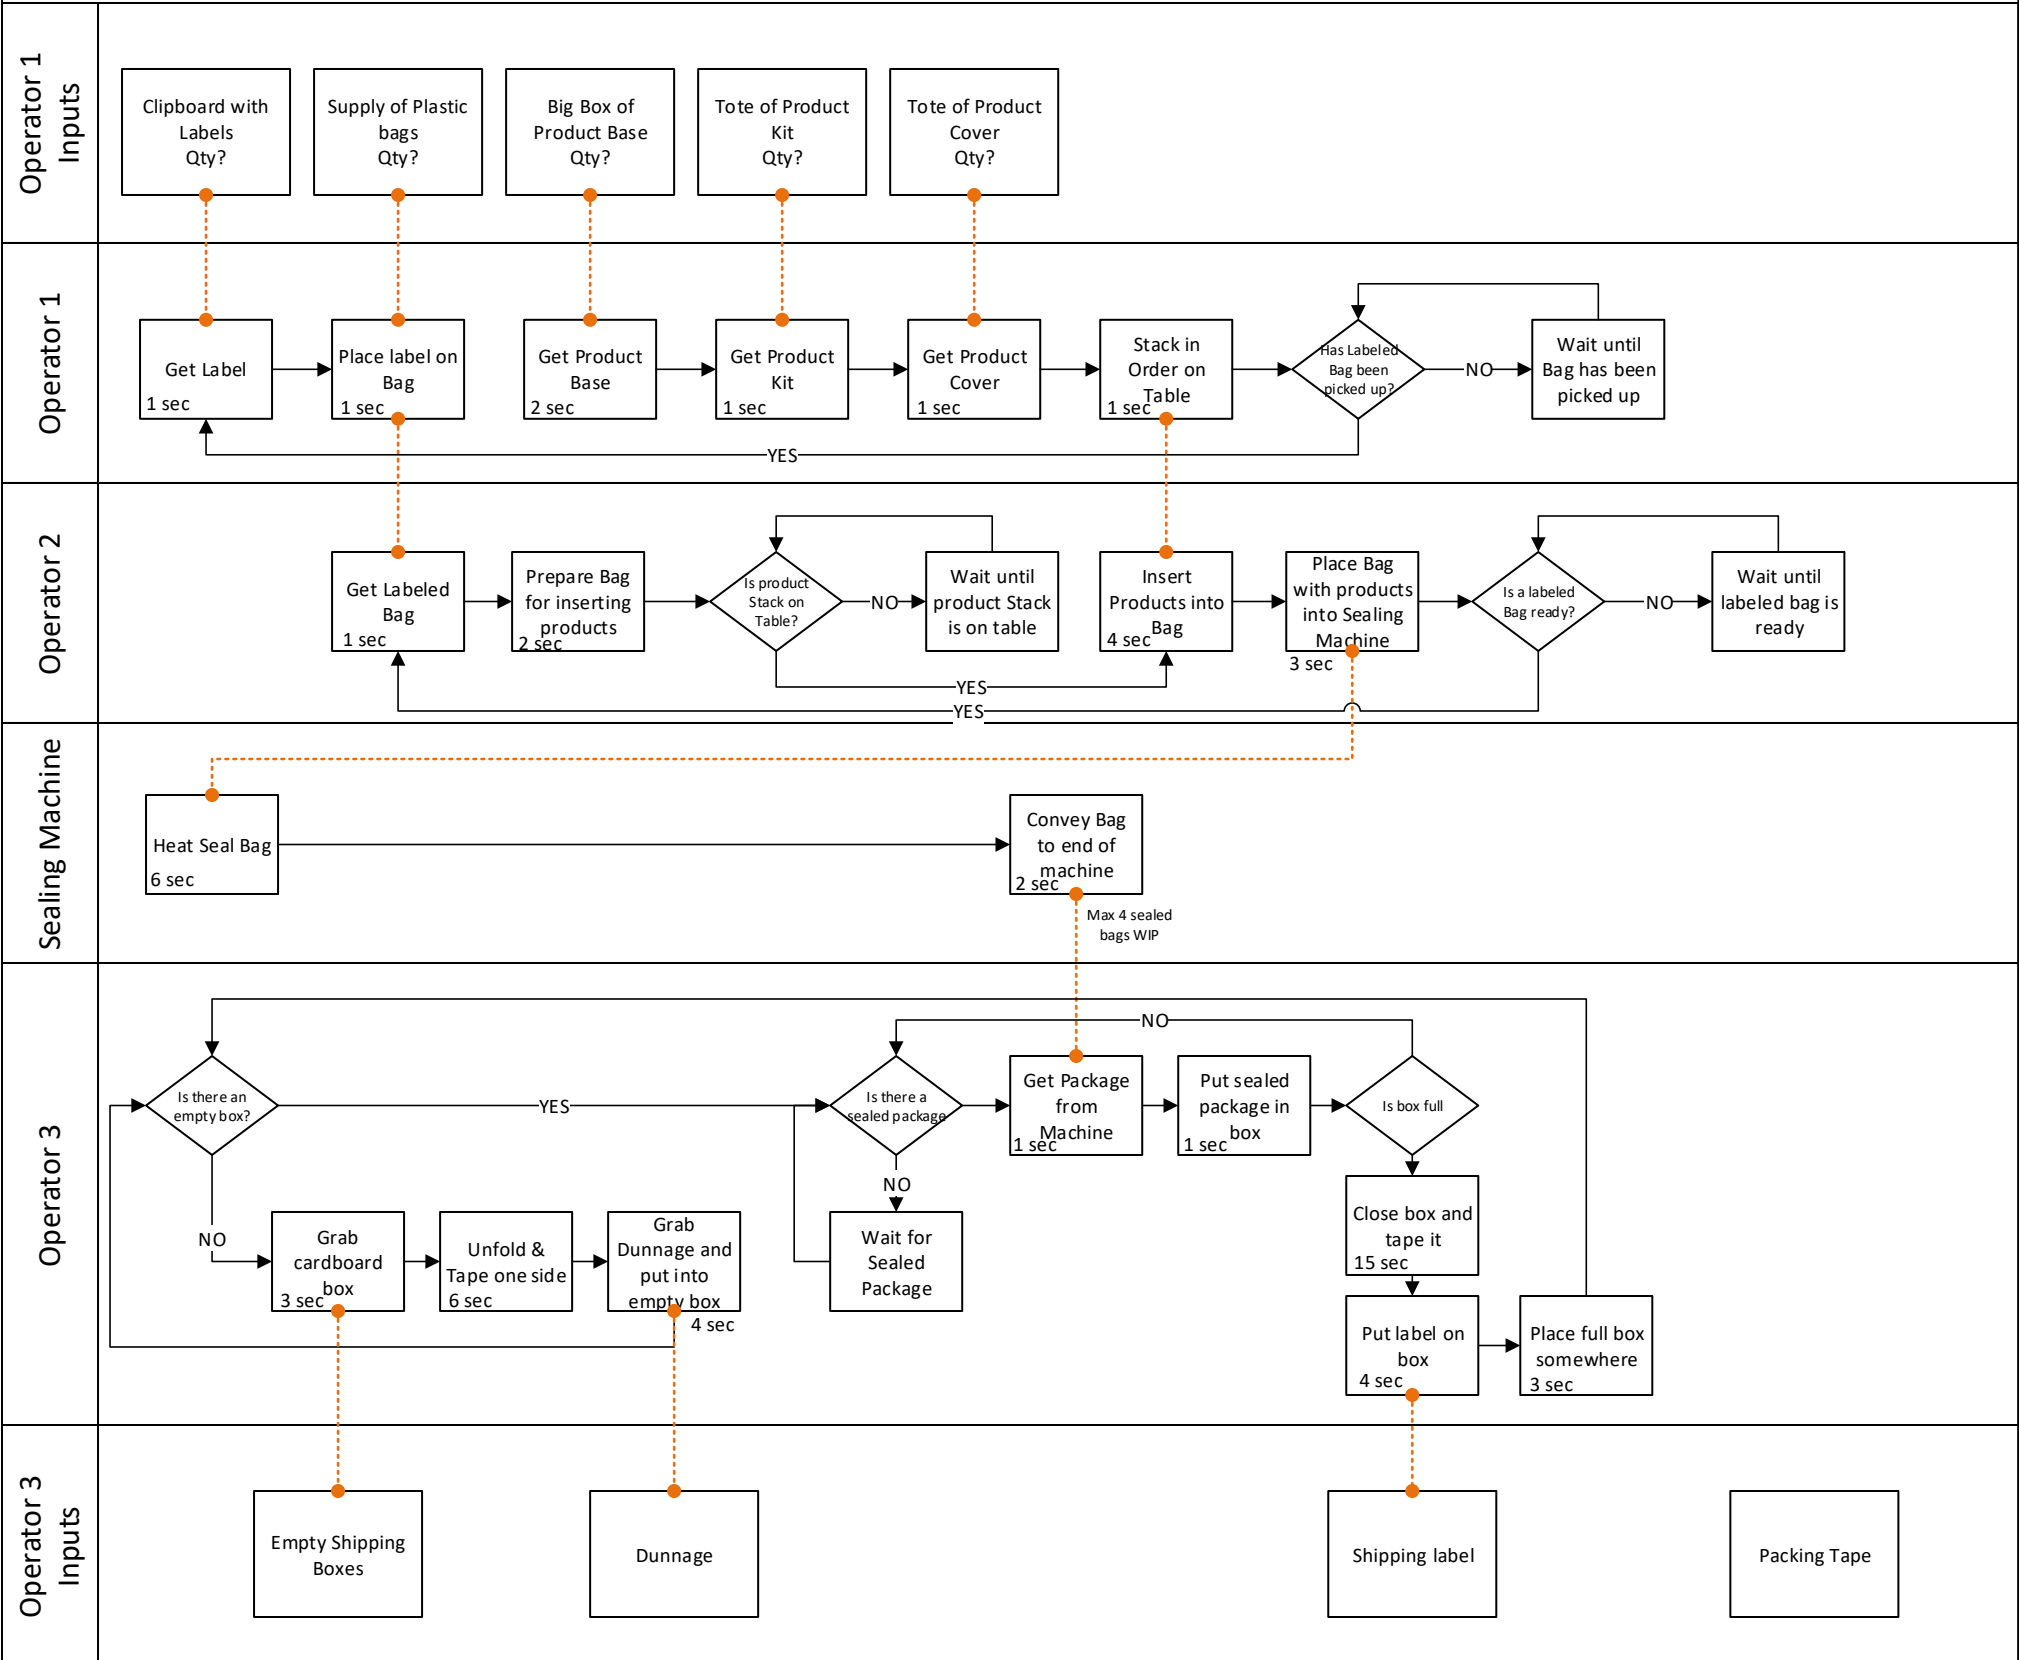 Operator 1
Inputs
Clipboard with
Labels
Qty?
Supply of Plastic
bags
Qty?
Big Box of
Product Base
Qty?
Tote of Product
Kit
Qty?
Tote of Product
Cover
Qty?
Operator 1
Get Label
1 sec
Place label on
Bag
1 sec
Get Product
Base
2 sec
Get Product
Kit
1 sec
Get Product
Cover
1 sec
Stack in
Order on
Table
1 sec
Has Labeled
Bag been
picked up?
NO
Wait until
Bag has been
picked up
YES
Operator 2
Get Labeled
Bag
1 sec
Prepare Bag
for inserting
products
2 sec
Is product
Stack on
Table?
NO
Wait until
product Stack
is on table
Insert
Products into
Bag
4 sec
Place Bag
with products
into Sealing
Machine
3 sec
Is a labeled
Bag ready?
NO
Wait until
labeled bag is
ready
YES
YES
Sealing Machine
Heat Seal Bag
6 sec
Convey Bag
to end of
machine
2 sec
Max 4 sealed
bags WIP
Operator 3
NO
Is there an
empty box?
YES
Is there a
sealed package
Get Package
from
Machine
1 sec
Put sealed
package in
box
1 sec
Is box full
NO
NO
Grab
cardboard
box
3 sec
Unfold &
Tape one side
6 sec
Grab
Dunnage and
put into
empty box
4 sec
Wait for
Sealed
Package
Close box and
tape it
15 sec
Put label on
box
4 sec
Place full box
somewhere
3 sec
Operator 3
Inputs
Empty Shipping
Boxes
Dunnage
Shipping label
Packing Tape